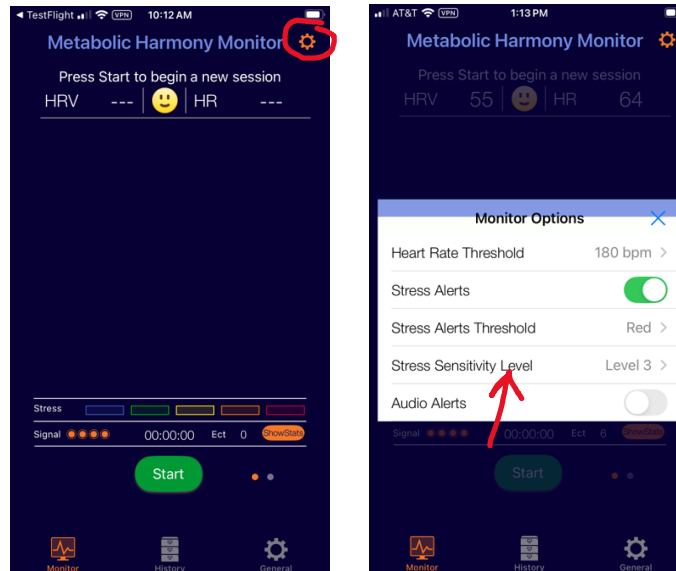 TestFlight VPN 10:12 AM
Metabolic Harmony Monitor
Press Start to begin a new session
HRV --- HR ---
Stress
Signal 00:00:00 Ect 0 ShowStats
Start
Monitor History General
AT&T VPN 1:13 PM
Metabolic Harmony Monitor
Press Start to begin a new session
HRV 55 HR 64
Monitor Options
Heart Rate Threshold 180 bpm
Stress Alerts
Stress Alerts Threshold Red
Stress Sensitivity Level Level 3
Audio Alerts
Signal 00:00:00 Ect 6 ShowStats
Start
Monitor History General